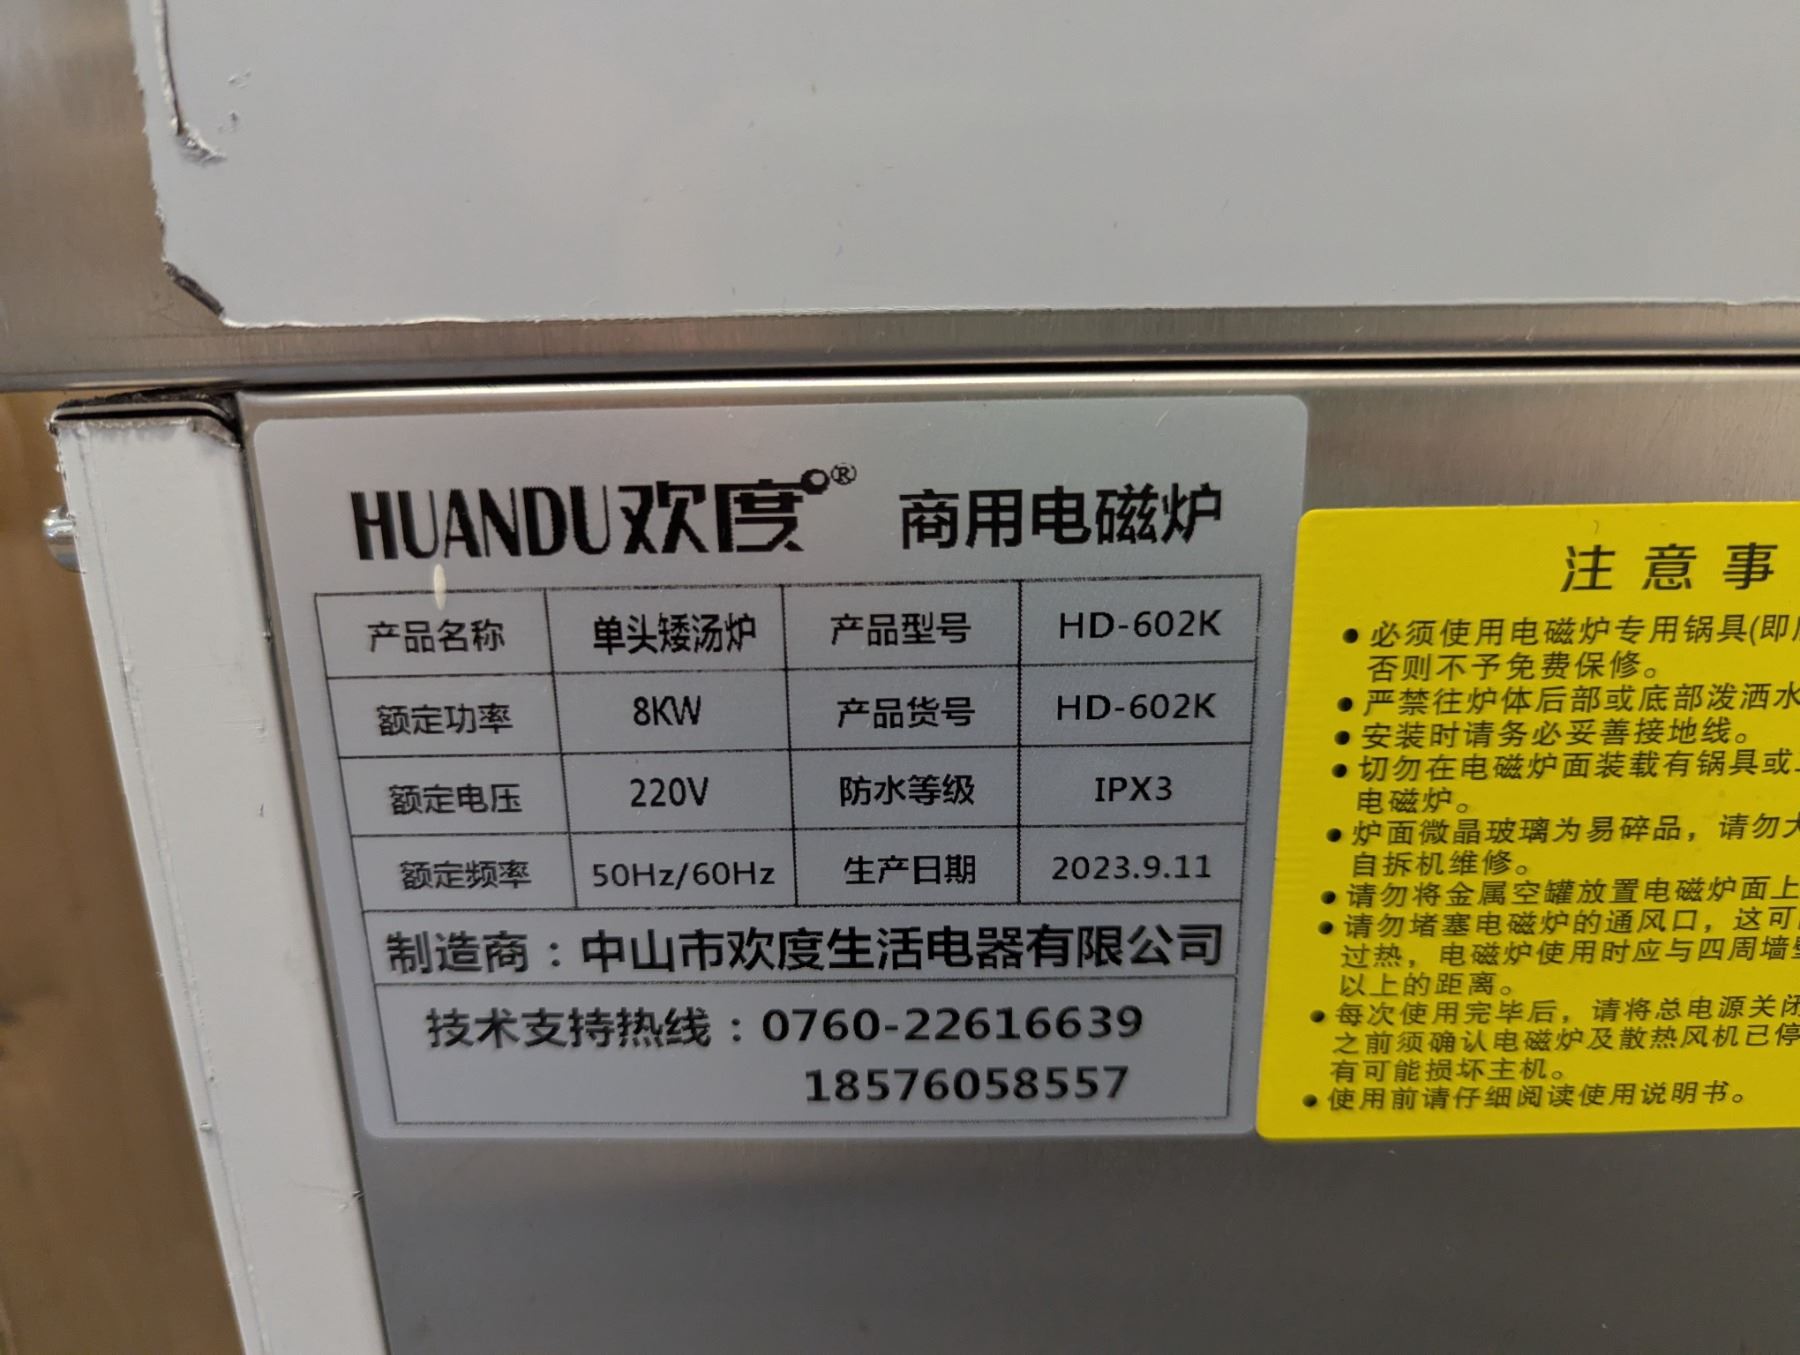 HUANDU欢度® 商用电磁炉
产品名称 单头矮汤炉 产品型号 HD-602K
额定功率 8KW 产品货号 HD-602K
额定电压 220V 防水等级 IPX3
额定频率 50Hz/60Hz 生产日期 2023.9.11
制造商：中山市欢度生活电器有限公司
技术支持热线：0760-22616639
18576058557
注意事
●必须使用电磁炉专用锅具(即
否则不予免费保修。
●严禁往炉体后部或底部泼洒水
●安装时请务必妥善接地线。
●切勿在电磁炉面装载有锅具或
电磁炉。
●炉面微晶玻璃为易碎品，请勿
自拆机维修。
●请勿将金属空罐放置电磁炉面上
●请勿堵塞电磁炉的通风口，这可
过热，电磁炉使用时应与四周墙
以上的距离。
●每次使用完毕后，请将总电源关闭
之前须确认电磁炉及散热风机已停
有可能损坏主机。
●使用前请仔细阅读使用说明书。